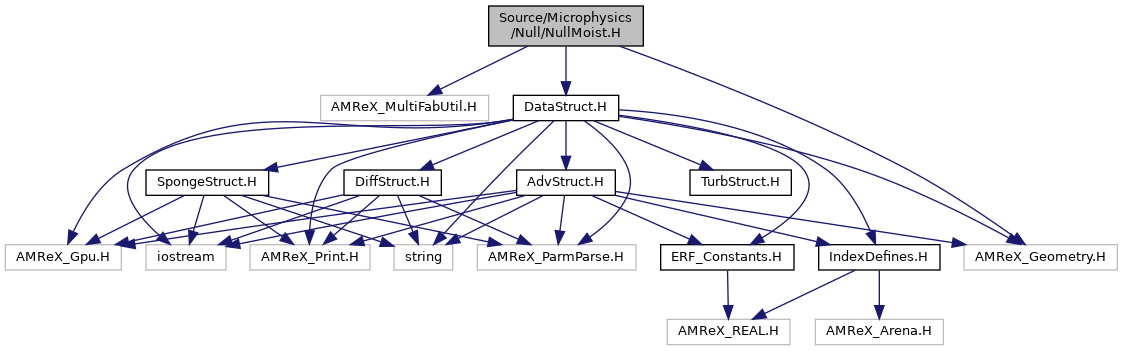 Source/Microphysics
/Null/NullMoist.H
AMReX_MultiFabUtil.H
DataStruct.H
SpongeStruct.H
DiffStruct.H
AdvStruct.H
TurbStruct.H
AMReX_Gpu.H
iostream
AMReX_Print.H
string
AMReX_ParmParse.H
ERF_Constants.H
IndexDefines.H
AMReX_Geometry.H
AMReX_REAL.H
AMReX_Arena.H